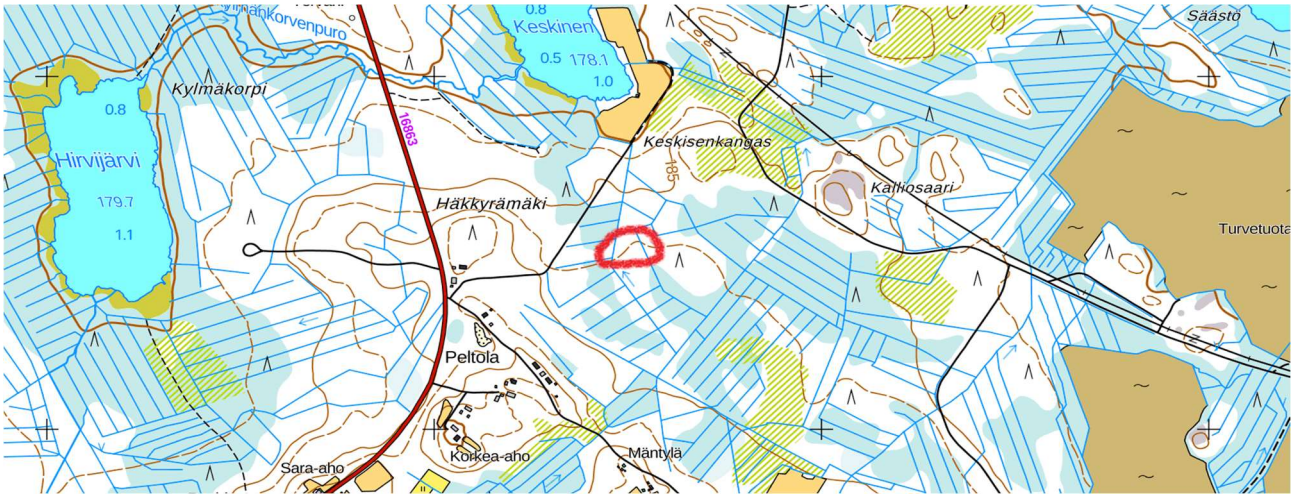 Säästö
0.8
Keskinen
0.5 178.1
1.0
Kylmäkorpi
0.8
16863
Keskisenkangas
Hirvijärvi
185
Kalliosaari
179.7
Häkkyrämäki
1.1
Turvetuota
Peltola
Korkea-aho
Mäntylä
Sara-aho